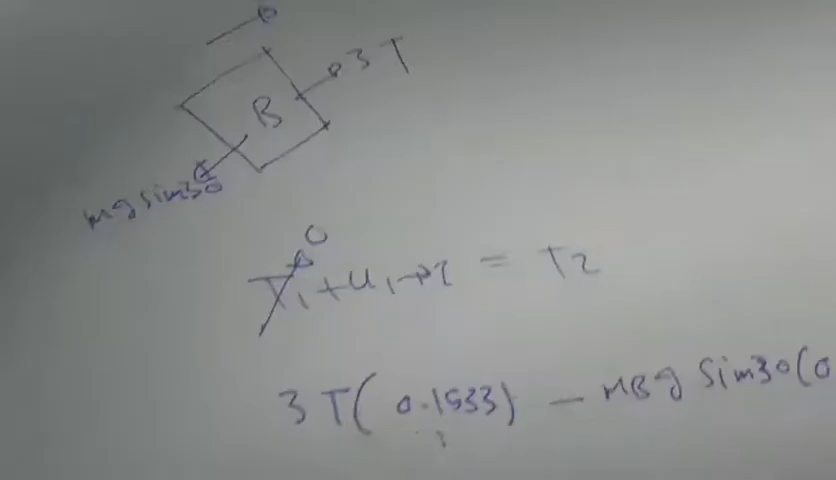 B
3T
mg sin30
0
T₁ + U₁→₂ = T₂
3T(0.1533) - MBg Sin30(0